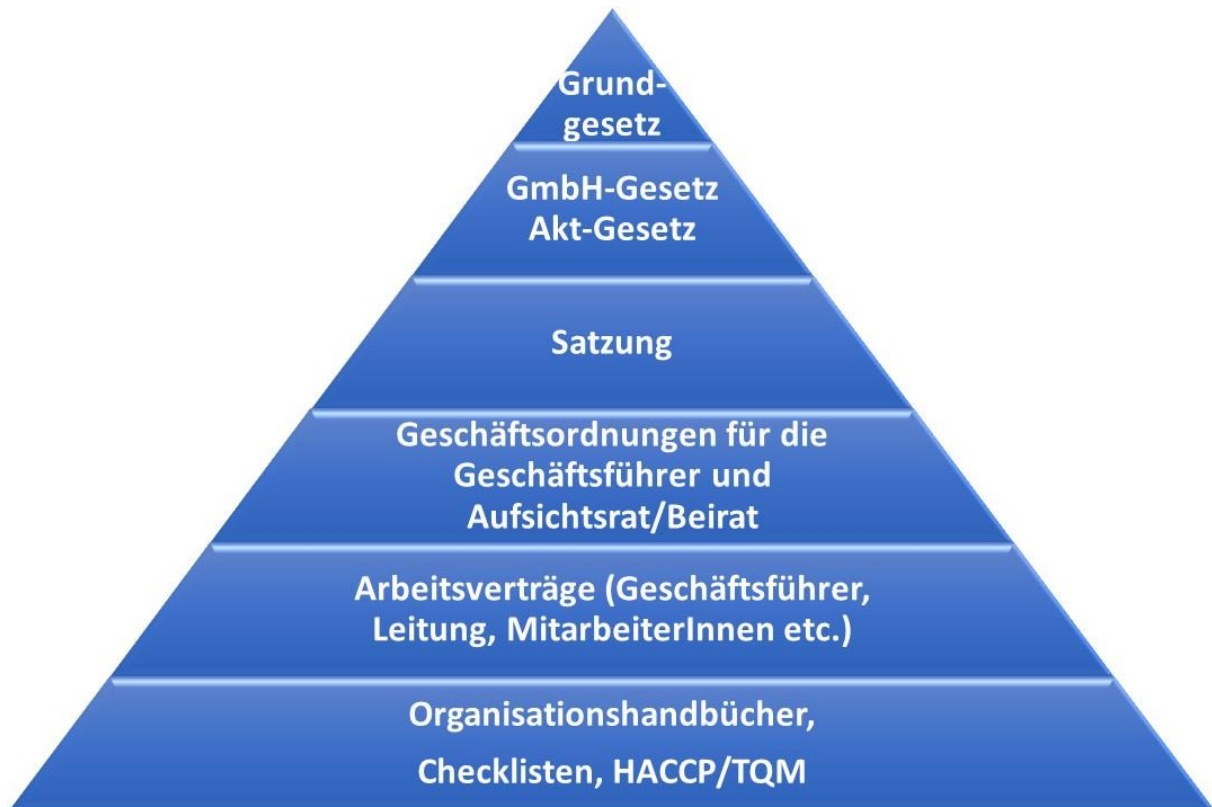 Grund-
gesetz
GmbH-Gesetz
Akt-Gesetz
Satzung
Geschäftsordnungen für die
Geschäftsführer und
Aufsichtsrat/Beirat
Arbeitsverträge (Geschäftsführer,
Leitung, MitarbeiterInnen etc.)
Organisationshandbücher,
Checklisten, HACCP/TQM